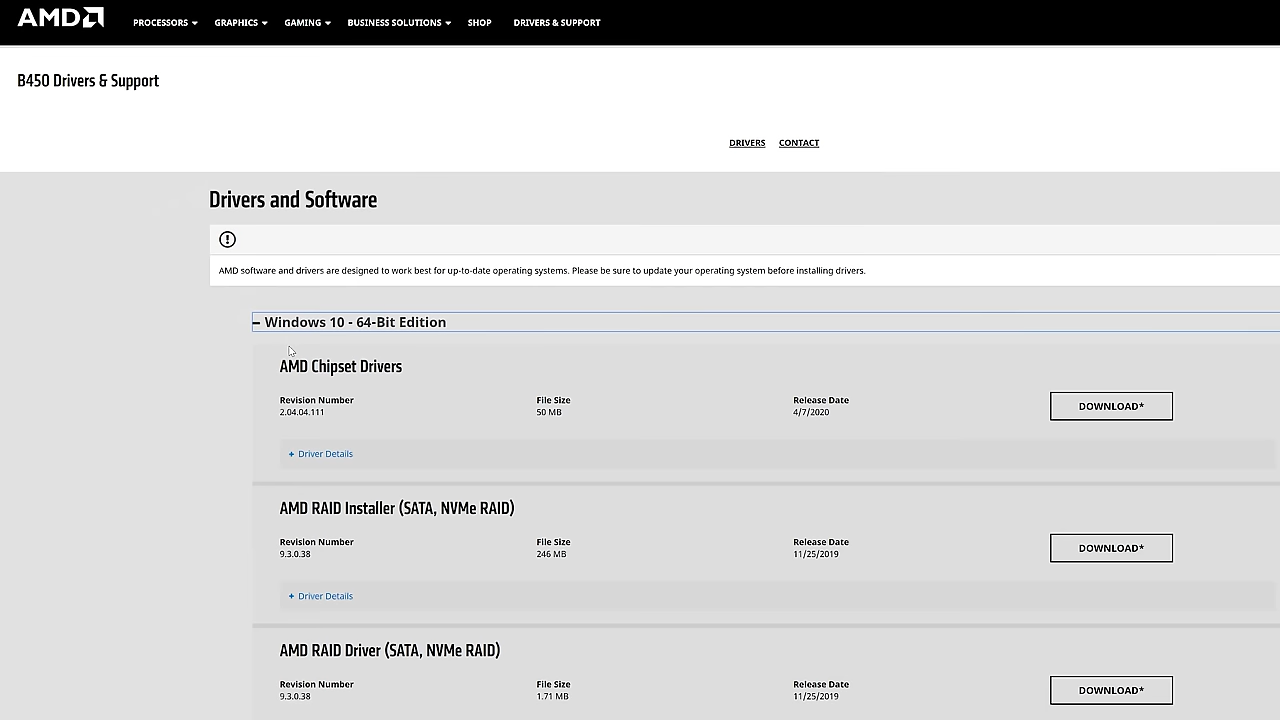 AMD
PROCESSORS GRAPHICS GAMING BUSINESS SOLUTIONS SHOP DRIVERS & SUPPORT
B450 Drivers & Support
DRIVERS CONTACT
Drivers and Software
AMD software and drivers are designed to work best for up-to-date operating systems. Please be sure to update your operating system before installing drivers.
– Windows 10 - 64-Bit Edition
AMD Chipset Drivers
Revision Number File Size Release Date
2.04.04.111 50 MB 4/7/2020
DOWNLOAD*
+ Driver Details
AMD RAID Installer (SATA, NVMe RAID)
Revision Number File Size Release Date
9.3.0.38 246 MB 11/25/2019
DOWNLOAD*
+ Driver Details
AMD RAID Driver (SATA, NVMe RAID)
Revision Number File Size Release Date
9.3.0.38 1.71 MB 11/25/2019
DOWNLOAD*